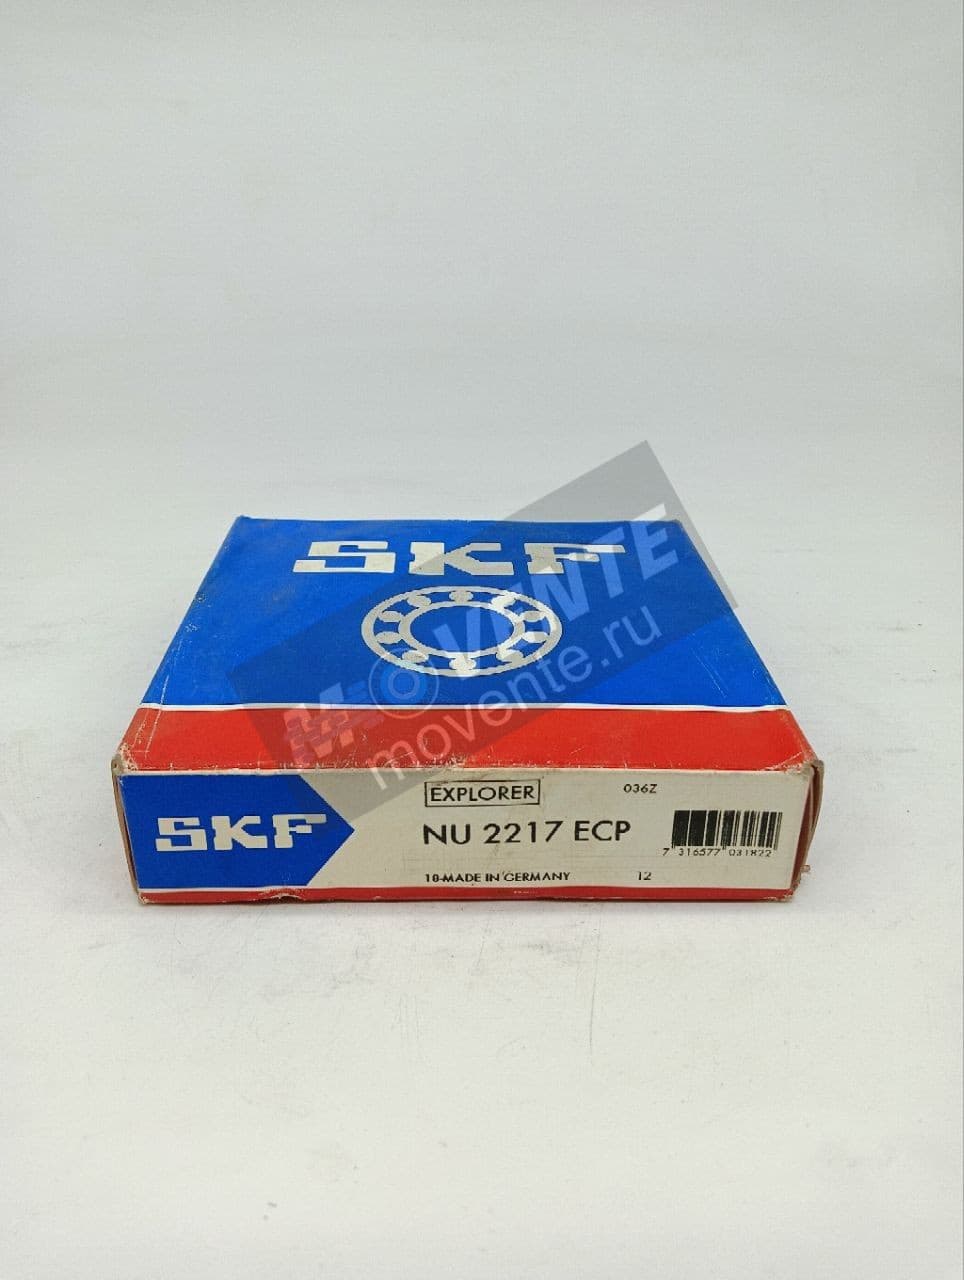 SKF
MOVENTE
movente.ru
SKF
EXPLORER
036Z
NU 2217 ECP
7 316577 031822
10-MADE IN GERMANY
12